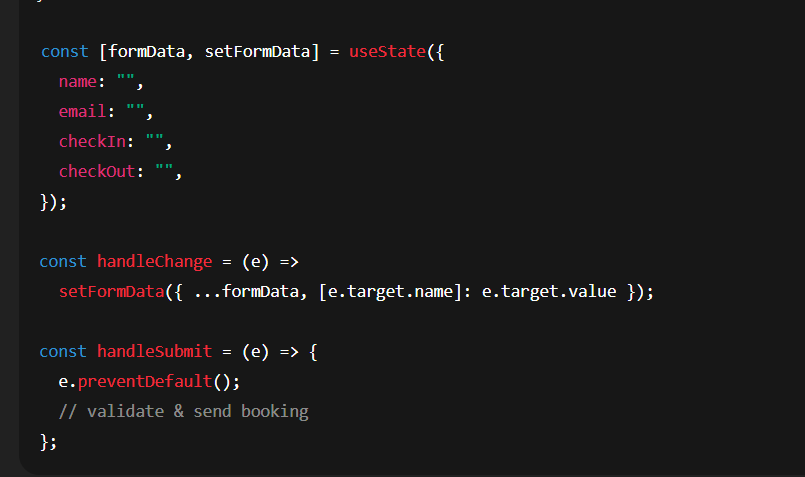 const [formData, setFormData] = useState({
  name: "",
  email: "",
  checkIn: "",
  checkOut: "",
});
const handleChange = (e) =>
  setFormData({ ...formData, [e.target.name]: e.target.value });
const handleSubmit = (e) => {
  e.preventDefault();
  // validate & send booking
};